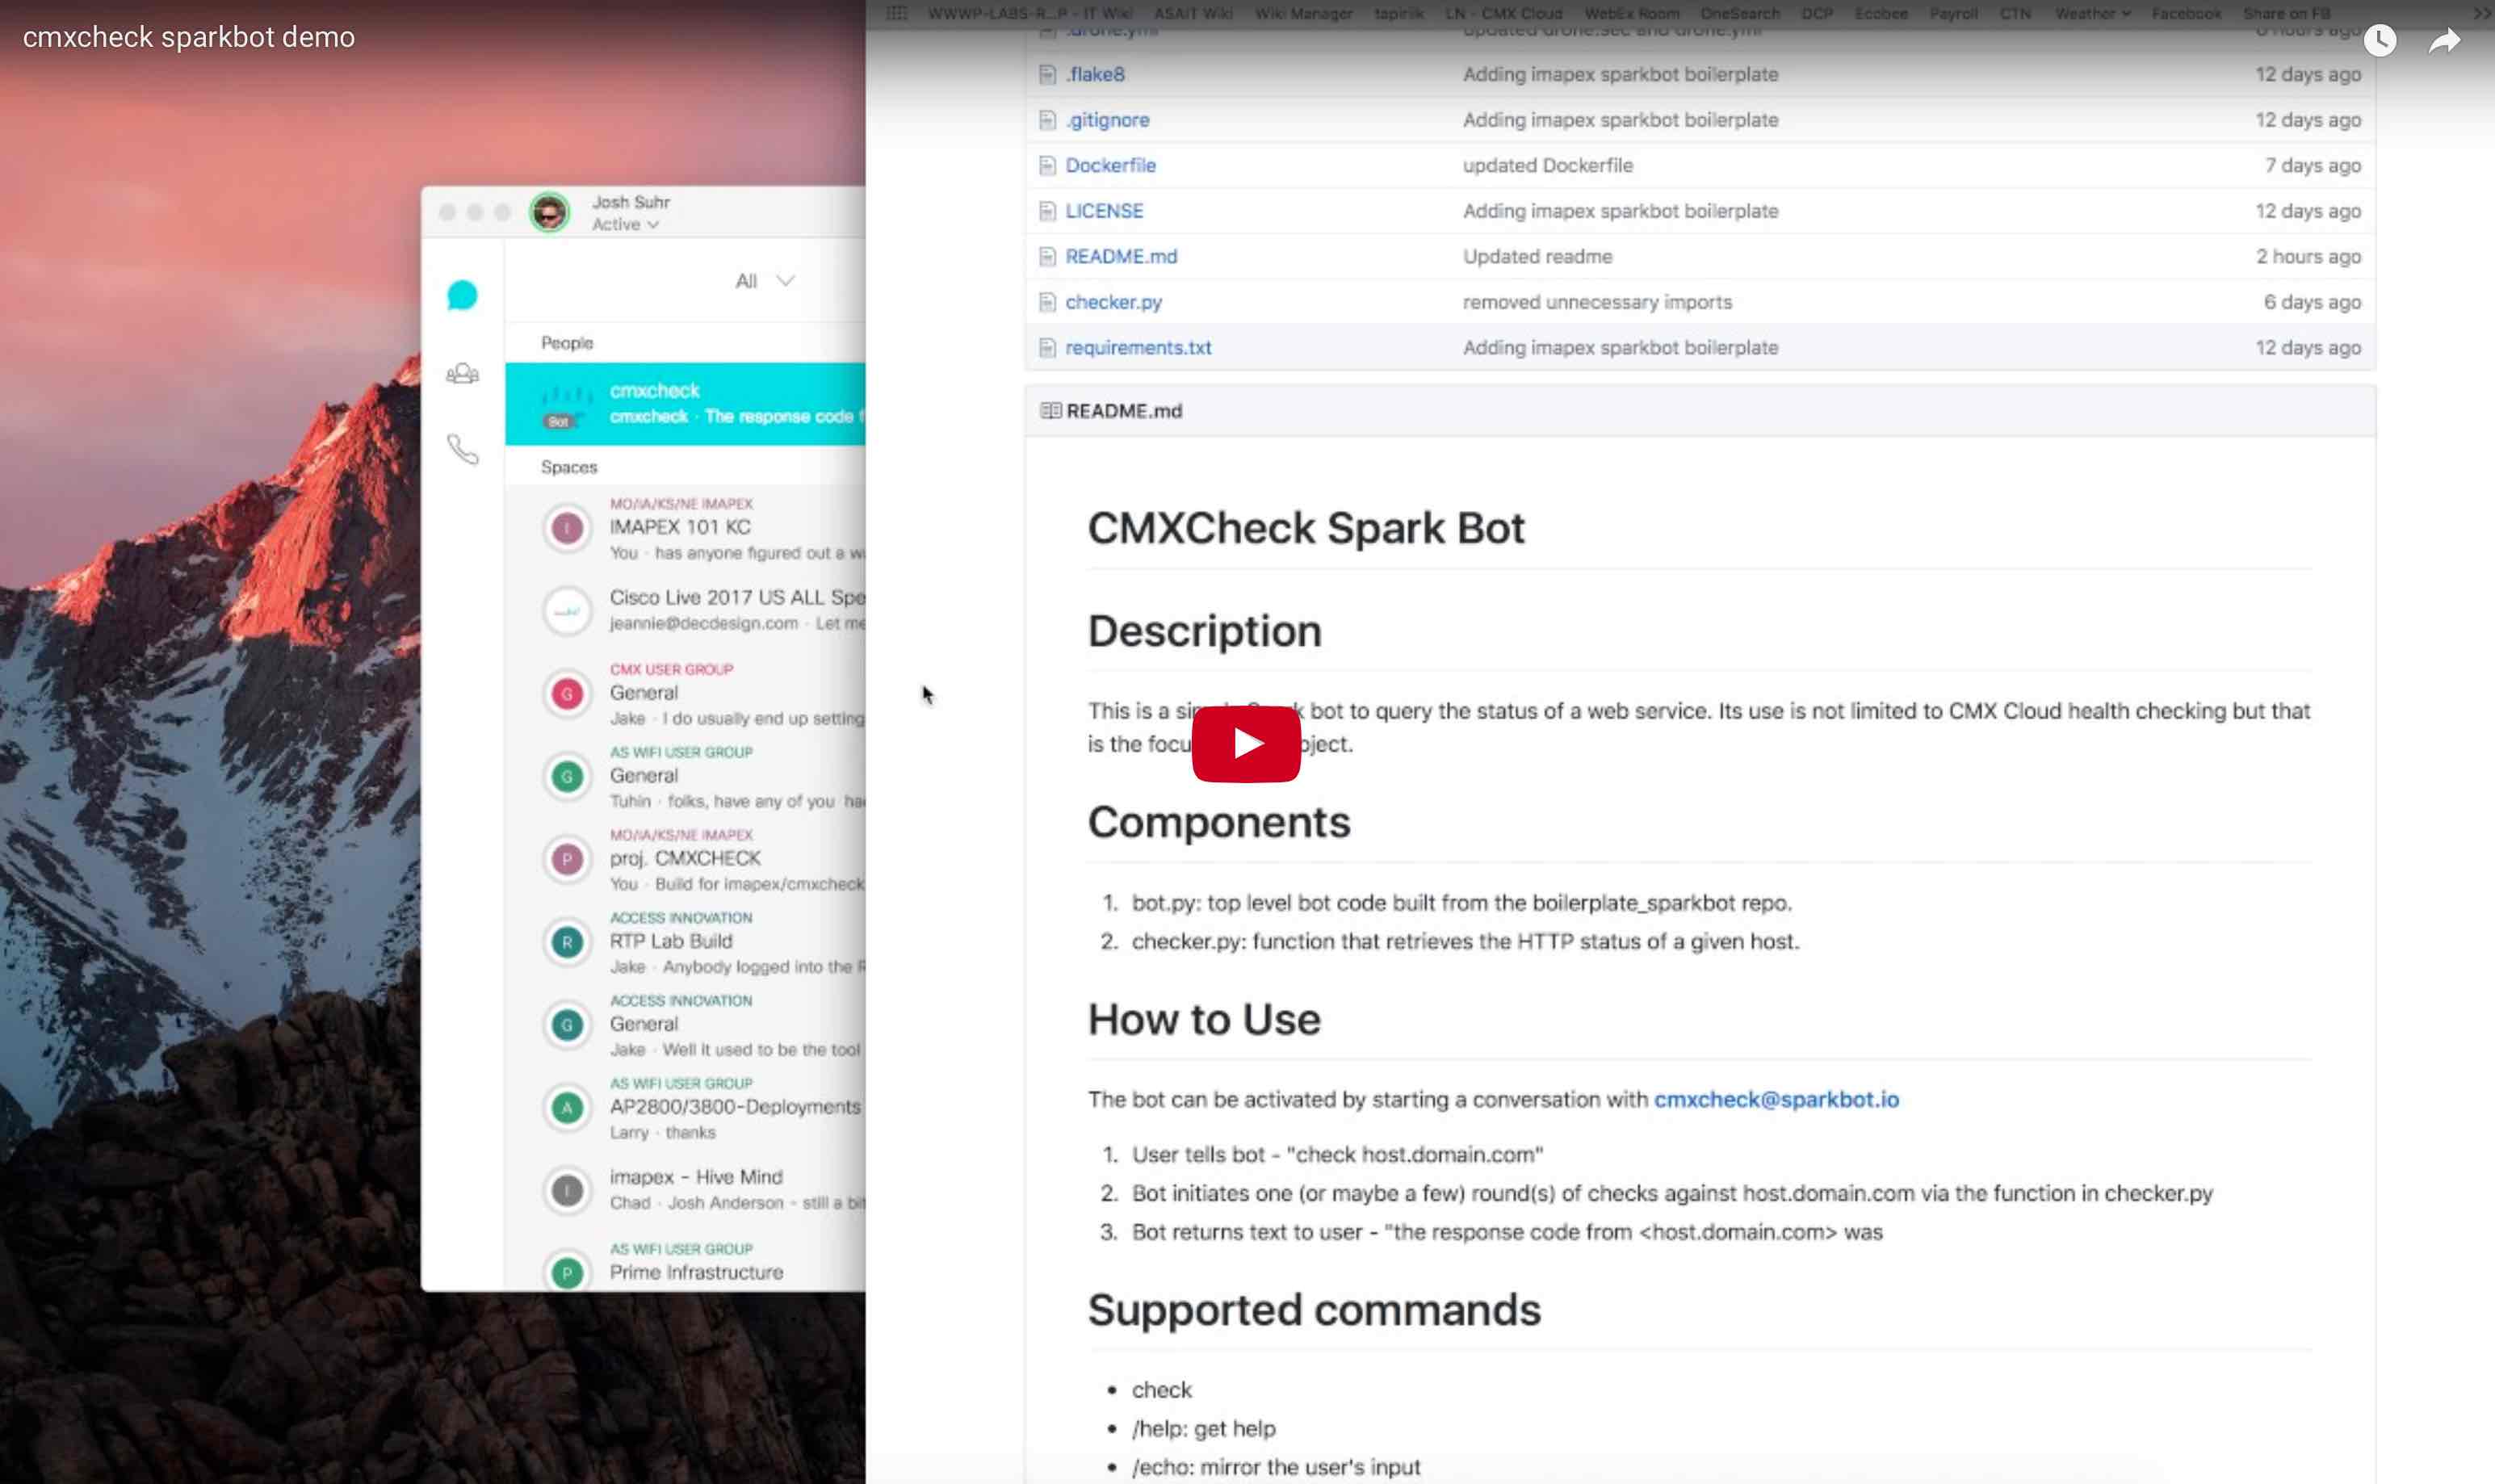 cmxcheck sparkbot demo
WWWP-LABS-R...P - IT Wiki ASAIT Wiki Wiki Manager tapiriik LN - CMX Cloud WebEx Room OneSearch DCP Ecobee Payroll CTN Weather Facebook Share on FB
.drone.yml updated drone.sec and drone.yml 6 hours ago
.flake8 Adding imapex sparkbot boilerplate 12 days ago
.gitignore Adding imapex sparkbot boilerplate 12 days ago
Dockerfile updated Dockerfile 7 days ago
LICENSE Adding imapex sparkbot boilerplate 12 days ago
README.md Updated readme 2 hours ago
checker.py removed unnecessary imports 6 days ago
requirements.txt Adding imapex sparkbot boilerplate 12 days ago
Josh Suhr
Active
All
People
cmxcheck
Bot
cmxcheck · The response code f
Spaces
MO/IA/KS/NE IMAPEX
I
IMAPEX 101 KC
You · has anyone figured out a w
Cisco Live 2017 US ALL Spe
jeannie@decdesign.com · Let me
CMX USER GROUP
G
General
Jake · I do usually end up setting
AS WIFI USER GROUP
G
General
Tuhin · folks, have any of you ha
MO/IA/KS/NE IMAPEX
P
proj. CMXCHECK
You · Build for imapex/cmxcheck
ACCESS INNOVATION
R
RTP Lab Build
Jake · Anybody logged into the R
ACCESS INNOVATION
G
General
Jake · Well it used to be the tool
AS WIFI USER GROUP
A
AP2800/3800-Deployments
Larry · thanks
I
imapex - Hive Mind
Chad · Josh Anderson - still a bit
AS WIFI USER GROUP
P
Prime Infrastructure
README.md
CMXCheck Spark Bot
Description
This is a si k bot to query the status of a web service. Its use is not limited to CMX Cloud health checking but that
is the focu oject.
Components
1. bot.py: top level bot code built from the boilerplate_sparkbot repo.
2. checker.py: function that retrieves the HTTP status of a given host.
How to Use
The bot can be activated by starting a conversation with cmxcheck@sparkbot.io
1. User tells bot - "check host.domain.com"
2. Bot initiates one (or maybe a few) round(s) of checks against host.domain.com via the function in checker.py
3. Bot returns text to user - "the response code from <host.domain.com> was
Supported commands
• check
• /help: get help
• /echo: mirror the user's input